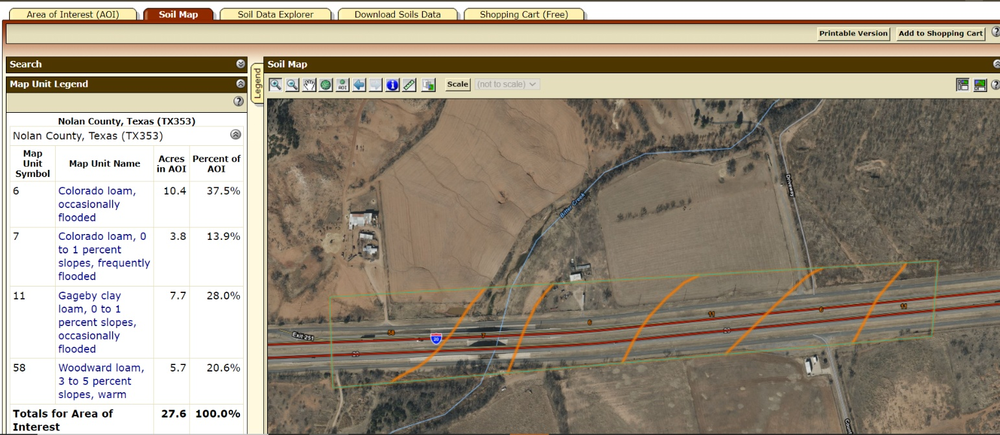 Area of Interest (AOI) Soil Map Soil Data Explorer Download Soils Data Shopping Cart (Free)
Printable Version Add to Shopping Cart ?
Search
Map Unit Legend
?
Nolan County, Texas (TX353)
Nolan County, Texas (TX353)
Map Unit Symbol Map Unit Name Acres in AOI Percent of AOI
6 Colorado loam, 10.4 37.5%
occasionally
flooded
7 Colorado loam, 0 3.8 13.9%
to 1 percent
slopes, frequently
flooded
11 Gageby clay 7.7 28.0%
loam, 0 to 1
percent slopes,
occasionally
flooded
58 Woodward loam, 5.7 20.6%
3 to 5 percent
slopes, warm
Totals for Area of 27.6 100.0%
Interest
Legend
Soil Map
AOI Scale (not to scale) ?
Driveway
Bitter Creek
Exit 251
58
20
7
6
11
6
11
20
20
Count